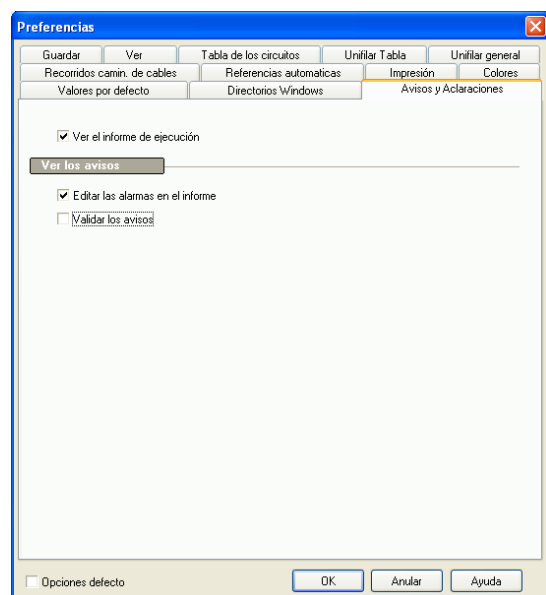 Preferencias
Guardar Ver Tabla de los circuitos Unifilar Tabla Unifilar general
Recorridos camin. de cables Referencias automaticas Impresión Colores
Valores por defecto Directorios Windows Avisos y Aclaraciones
Ver el informe de ejecución
Ver los avisos
Editar las alarmas en el informe
Validar los avisos
Opciones defecto OK Anular Ayuda